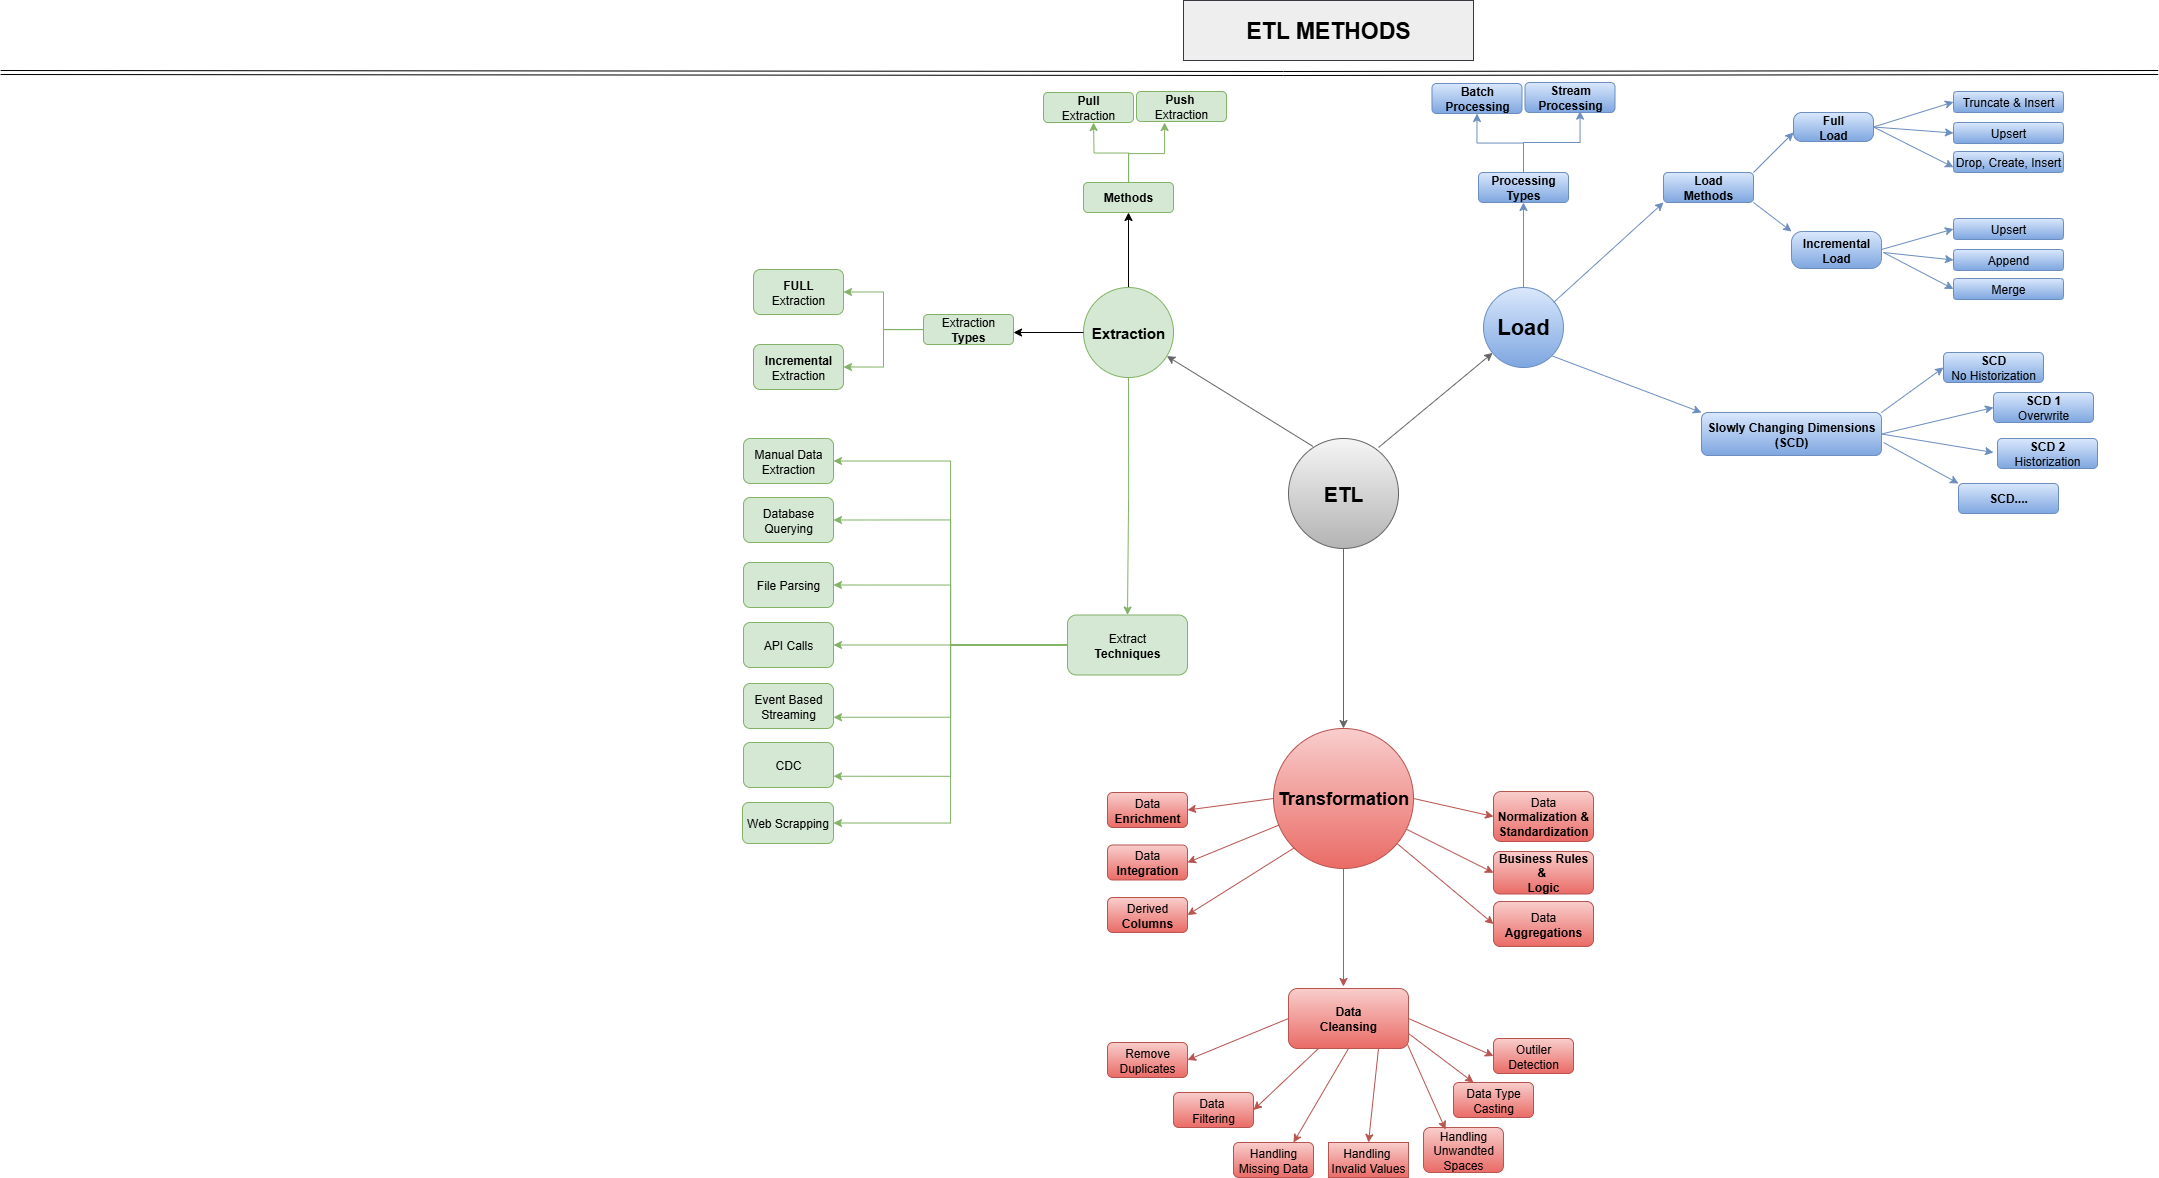 ETL METHODS
Pull
Extraction
Push
Extraction
Methods
Extraction
FULL
Extraction
Incremental
Extraction
Extraction
Types
Manual Data
Extraction
Database
Querying
File Parsing
API Calls
Event Based
Streaming
CDC
Web Scrapping
Extract
Techniques
ETL
Batch
Processing
Stream
Processing
Processing
Types
Load
Load
Methods
Full
Load
Truncate & Insert
Upsert
Drop, Create, Insert
Incremental
Load
Upsert
Append
Merge
Slowly Changing Dimensions
(SCD)
SCD
No Historization
SCD 1
Overwrite
SCD 2
Historization
SCD....
Transformation
Data
Enrichment
Data
Integration
Derived
Columns
Data
Normalization &
Standardization
Business Rules
&
Logic
Data
Aggregations
Data
Cleansing
Remove
Duplicates
Data
Filtering
Handling
Missing Data
Handling
Invalid Values
Handling
Unwandted
Spaces
Data Type
Casting
Outiler
Detection